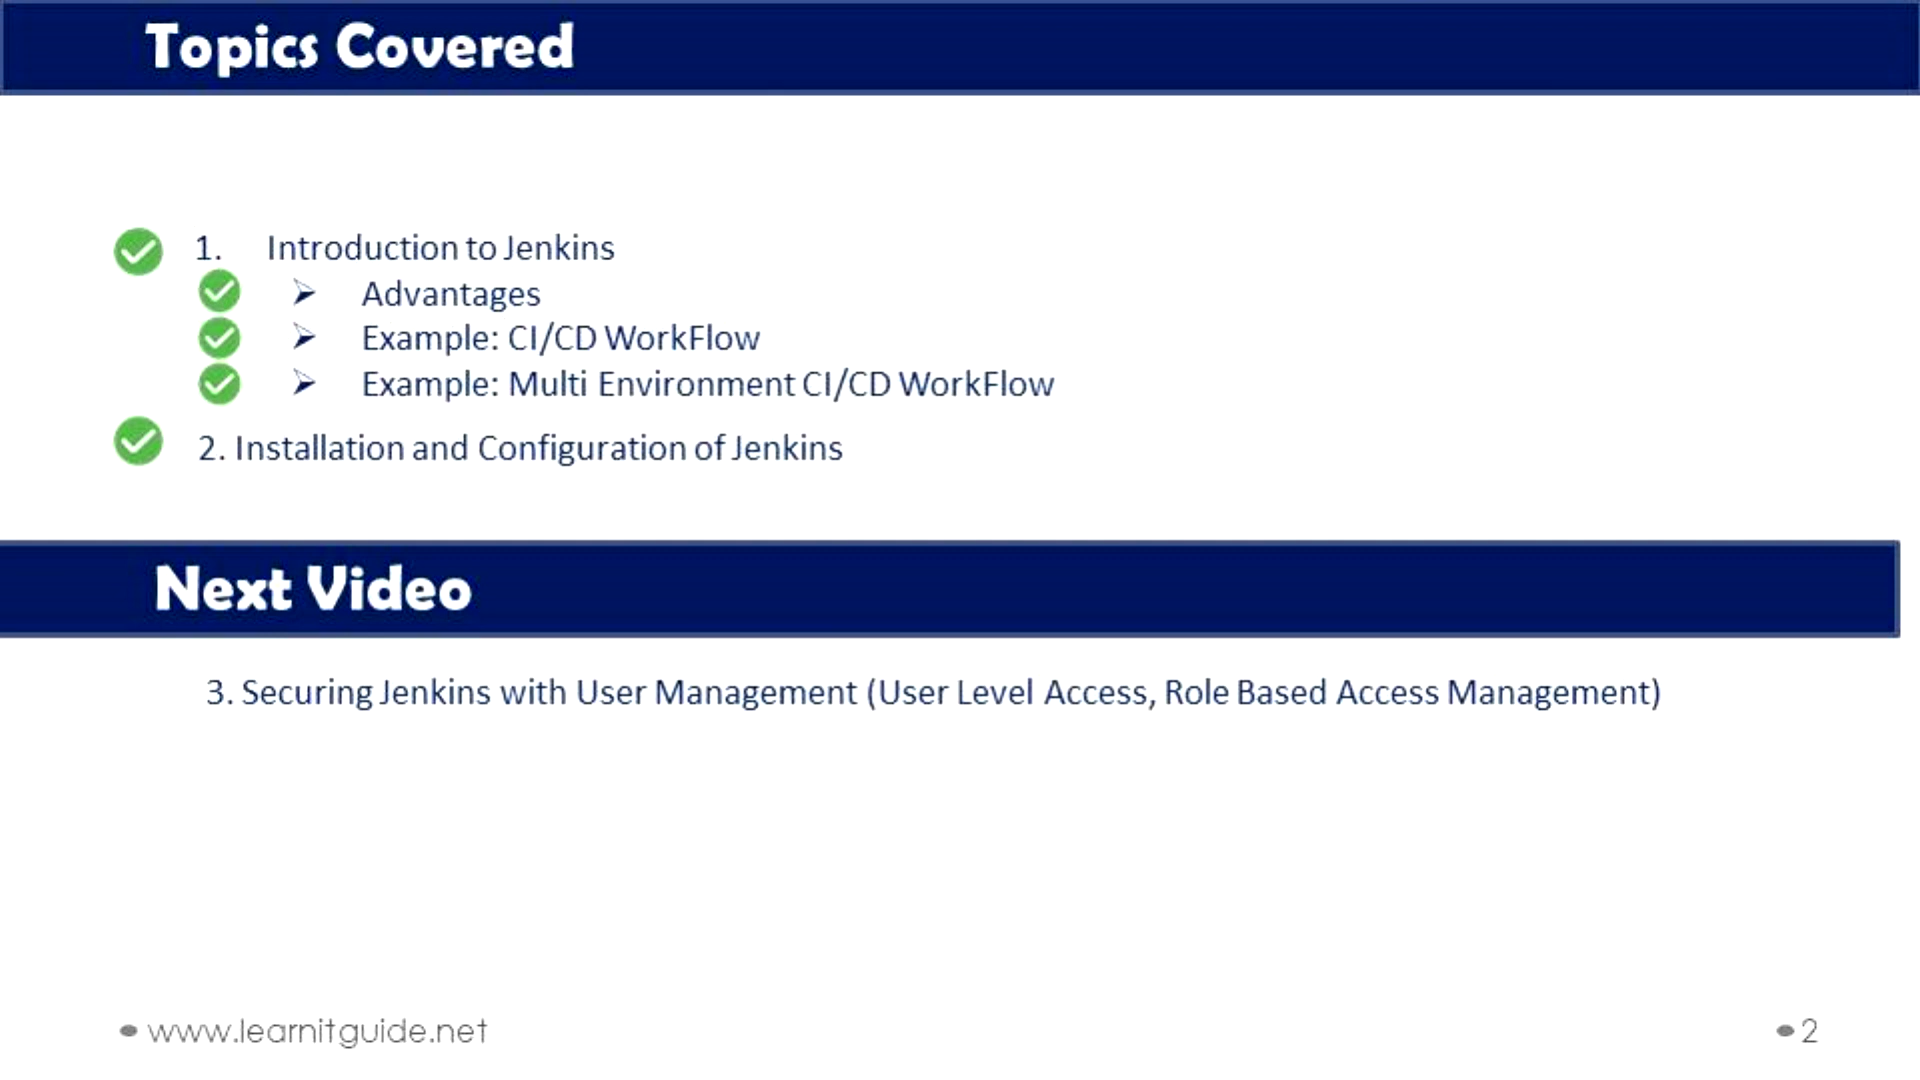 Topics Covered
1. Introduction to Jenkins
➢ Advantages
➢ Example: CI/CD WorkFlow
➢ Example: Multi Environment CI/CD WorkFlow
2. Installation and Configuration of Jenkins
Next Video
3. Securing Jenkins with User Management (User Level Access, Role Based Access Management)
www.learnitguide.net
2